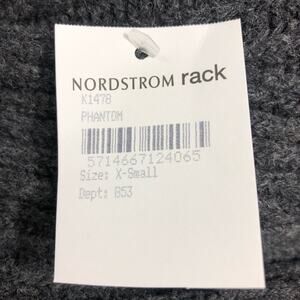 NORDSTROM rack
K1478
PHANTOM
5714667124065
Size: X-Small
Dept: 853